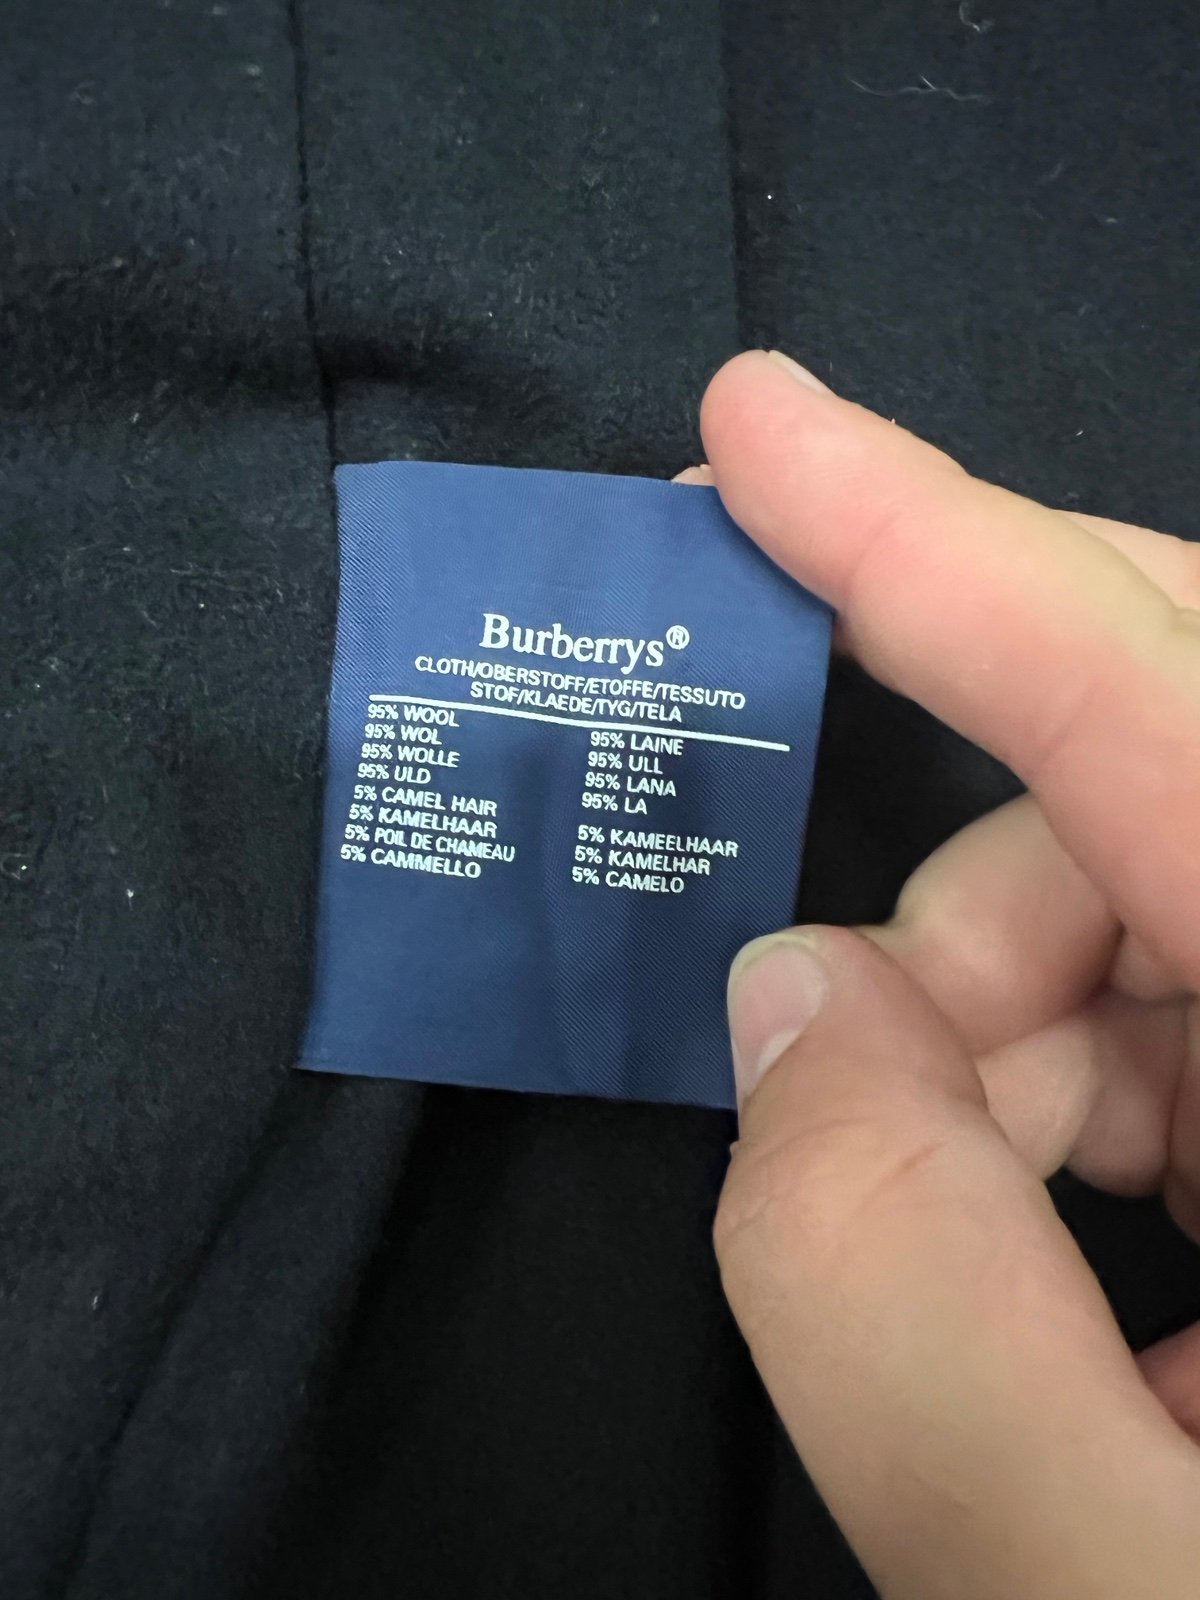 Burberrys®
CLOTH/OBERSTOFF/ETOFFE/TESSUTO
STOF/KLAEDE/TYG/TELA
95% WOOL
95% WOL
95% WOLLE
95% ULD
5% CAMEL HAIR
5% KAMELHAAR
5% POIL DE CHAMEAU
5% CAMMELLO
95% LAINE
95% ULL
95% LANA
95% LA
5% KAMEELHAAR
5% KAMELHAR
5% CAMELO